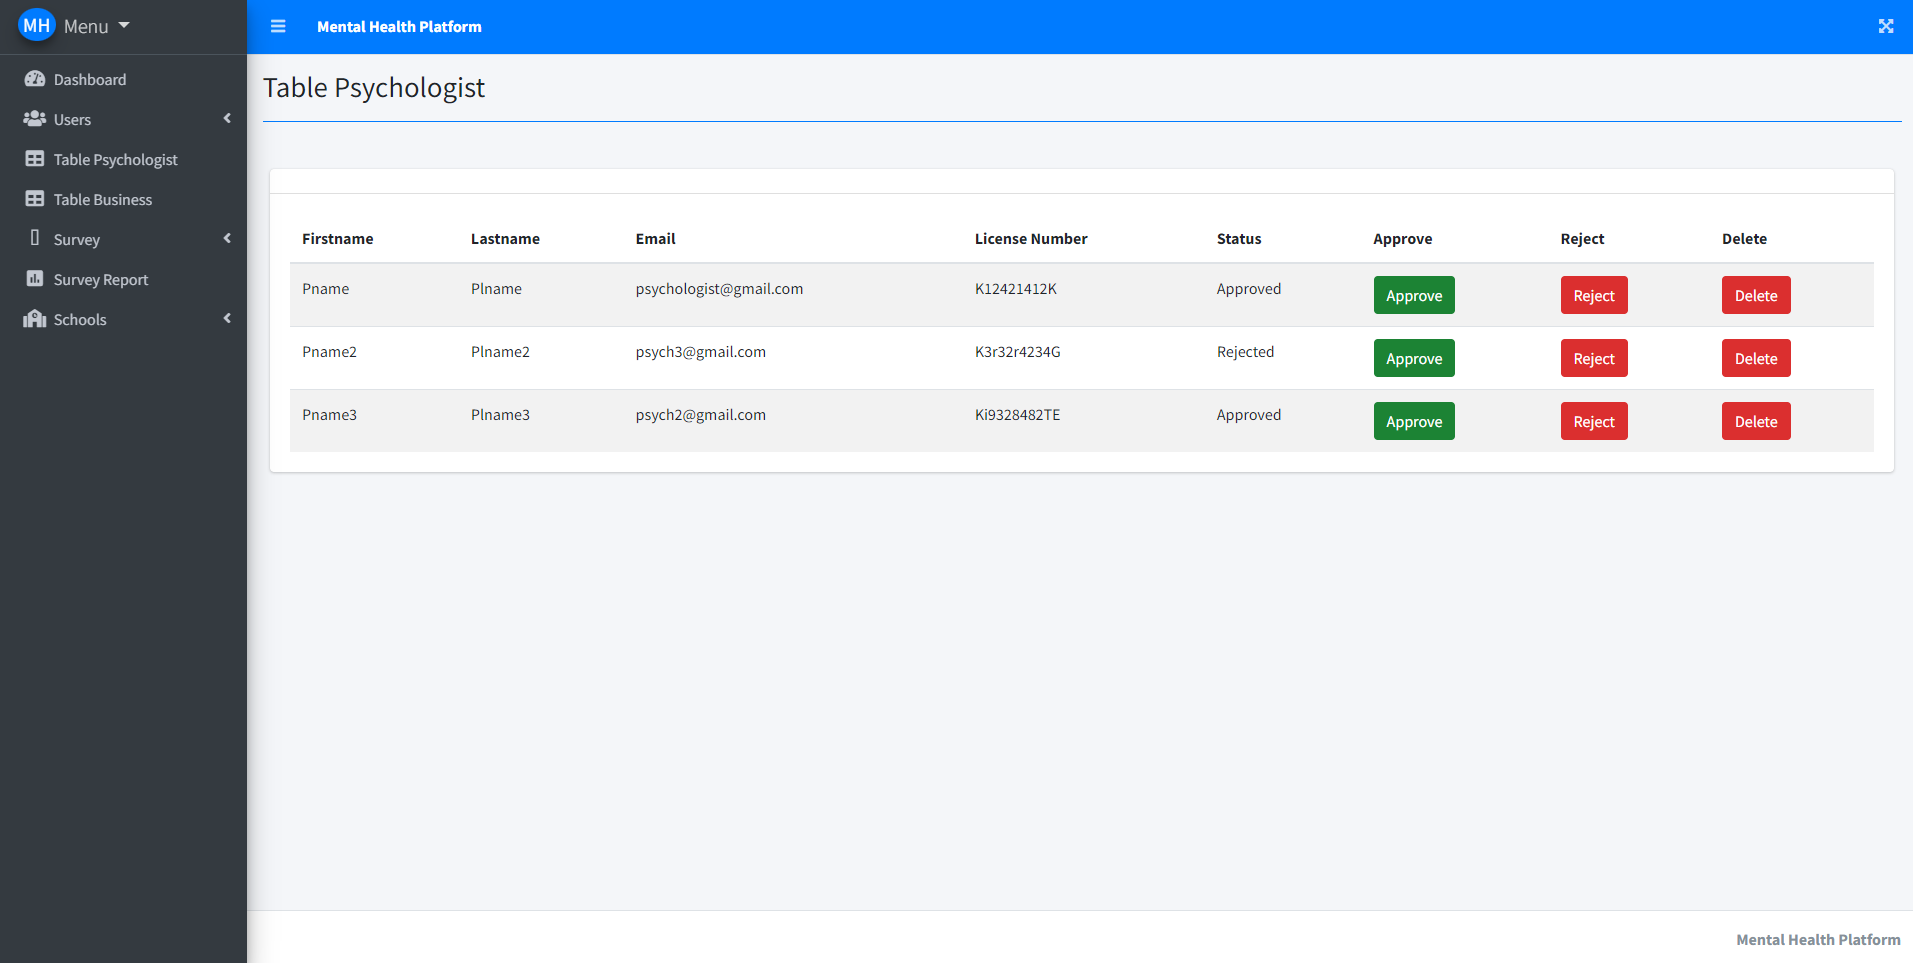 MH Menu
Mental Health Platform
Dashboard
Users
Table Psychologist
Table Business
Survey
Survey Report
Schools
Table Psychologist
Firstname Lastname Email License Number Status Approve Reject Delete
Pname Plname psychologist@gmail.com K12421412K Approved Approve Reject Delete
Pname2 Plname2 psych3@gmail.com K3r32r4234G Rejected Approve Reject Delete
Pname3 Plname3 psych2@gmail.com Ki9328482TE Approved Approve Reject Delete
Mental Health Platform